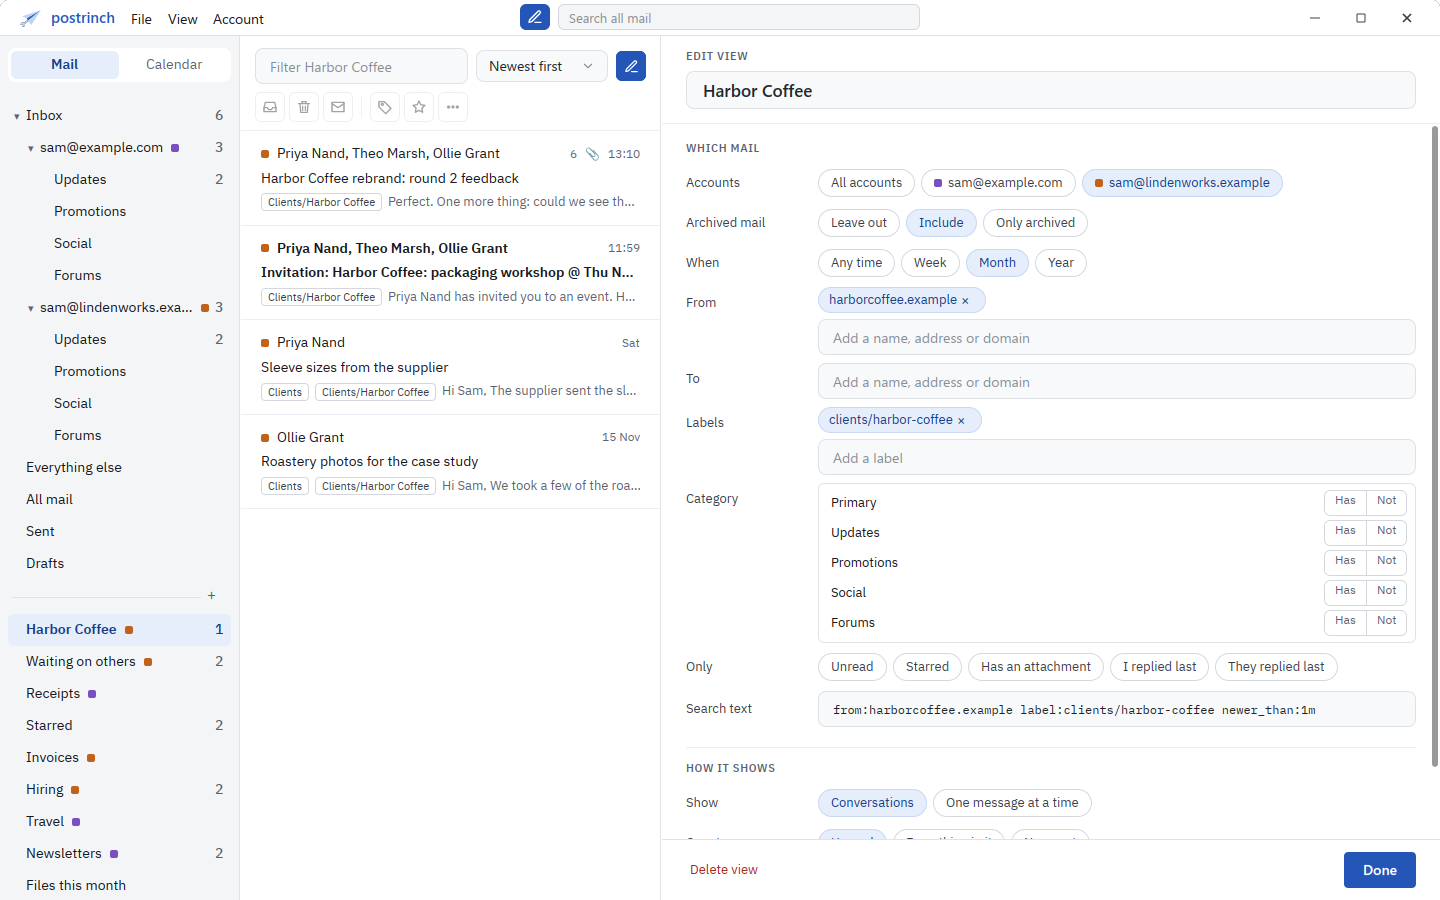 postrinch File View Account
Search all mail
Mail Calendar
Inbox 6
sam@example.com 3
Updates 2
Promotions
Social
Forums
sam@lindenworks.exa... 3
Updates 2
Promotions
Social
Forums
Everything else
All mail
Sent
Drafts
+
Harbor Coffee 1
Waiting on others 2
Receipts
Starred 2
Invoices
Hiring 2
Travel
Newsletters 2
Files this month
Filter Harbor Coffee Newest first
Priya Nand, Theo Marsh, Ollie Grant 6 13:10
Harbor Coffee rebrand: round 2 feedback
Clients/Harbor Coffee Perfect. One more thing: could we see th...
Priya Nand, Theo Marsh, Ollie Grant 11:59
Invitation: Harbor Coffee: packaging workshop @ Thu N...
Clients/Harbor Coffee Priya Nand has invited you to an event. H...
Priya Nand Sat
Sleeve sizes from the supplier
Clients Clients/Harbor Coffee Hi Sam, The supplier sent the sl...
Ollie Grant 15 Nov
Roastery photos for the case study
Clients Clients/Harbor Coffee Hi Sam, We took a few of the roa...
EDIT VIEW
Harbor Coffee
WHICH MAIL
Accounts All accounts sam@example.com sam@lindenworks.example
Archived mail Leave out Include Only archived
When Any time Week Month Year
From harborcoffee.example ×
Add a name, address or domain
To Add a name, address or domain
Labels clients/harbor-coffee ×
Add a label
Category Primary Has Not
Updates Has Not
Promotions Has Not
Social Has Not
Forums Has Not
Only Unread Starred Has an attachment I replied last They replied last
Search text from:harborcoffee.example label:clients/harbor-coffee newer_than:1m
HOW IT SHOWS
Show Conversations One message at a time
Delete view Done